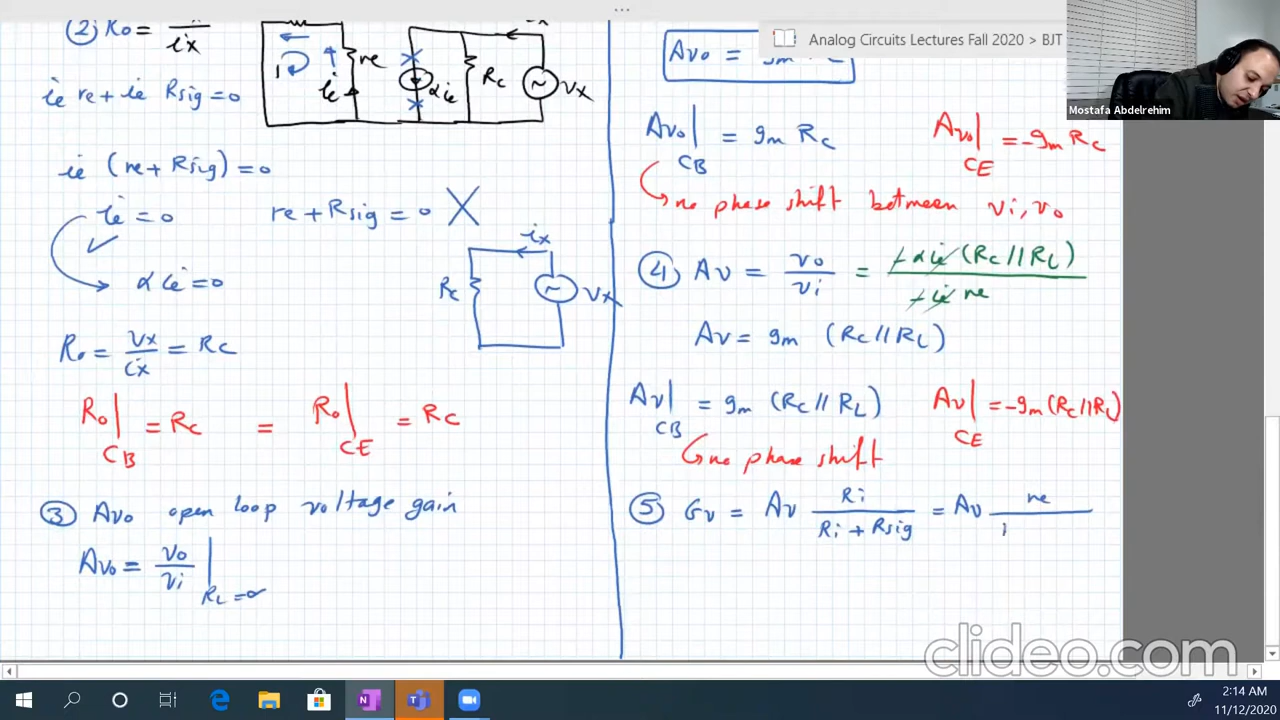 Analog Circuits Lectures Fall 2020 > BJT
Mostafa Abdelrehim
② Ro = / ix
ie re + ie Rsig = 0
re
ie
αie
Rc
Vx
ie (re + Rsig) = 0
ie = 0 re + Rsig = 0 X
αie = 0
ix
Rc
Vx
Ro = Vx / ix = Rc
Ro| CB = Rc = Ro| CE = Rc
③ Avo open loop voltage gain
Avo = vo / vi | RL = ∞
Avo = gm
Avo| CB = gm Rc
Avo| CE = -gm Rc
no phase shift between vi, vo
④ Av = vo / vi = -αie (Rc // RL) / -ie re
Av = gm (Rc // RL)
Av| CB = gm (Rc // RL)
Av| CE = -gm (Rc // RL)
no phase shift
⑤ Gv = Av Ri / Ri + Rsig = Av re /
clideo.com
2:14 AM
11/12/2020